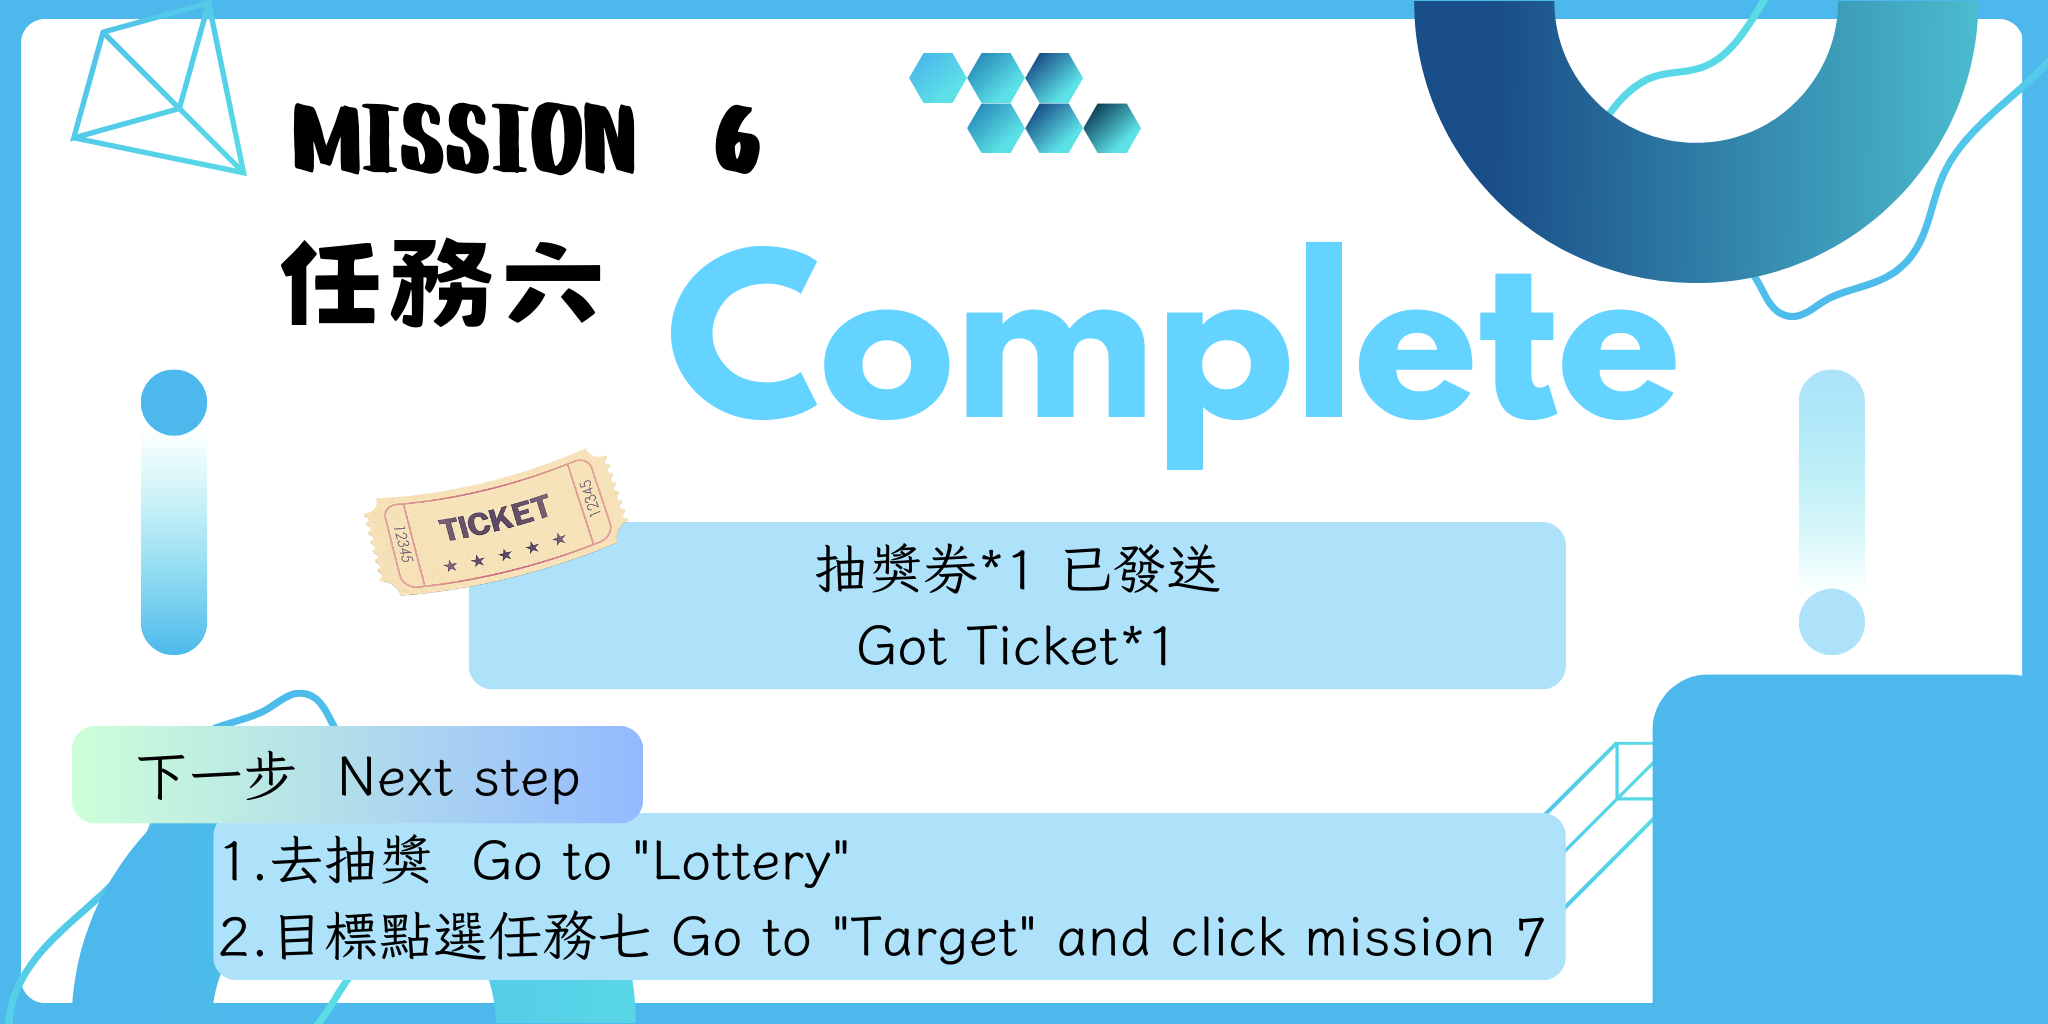 MISSION 6
任務六
Complete
TICKET
12345
12345
抽獎券*1 已發送
Got Ticket*1
下一步 Next step
1.去抽獎 Go to "Lottery"
2.目標點選任務七 Go to "Target" and click mission 7